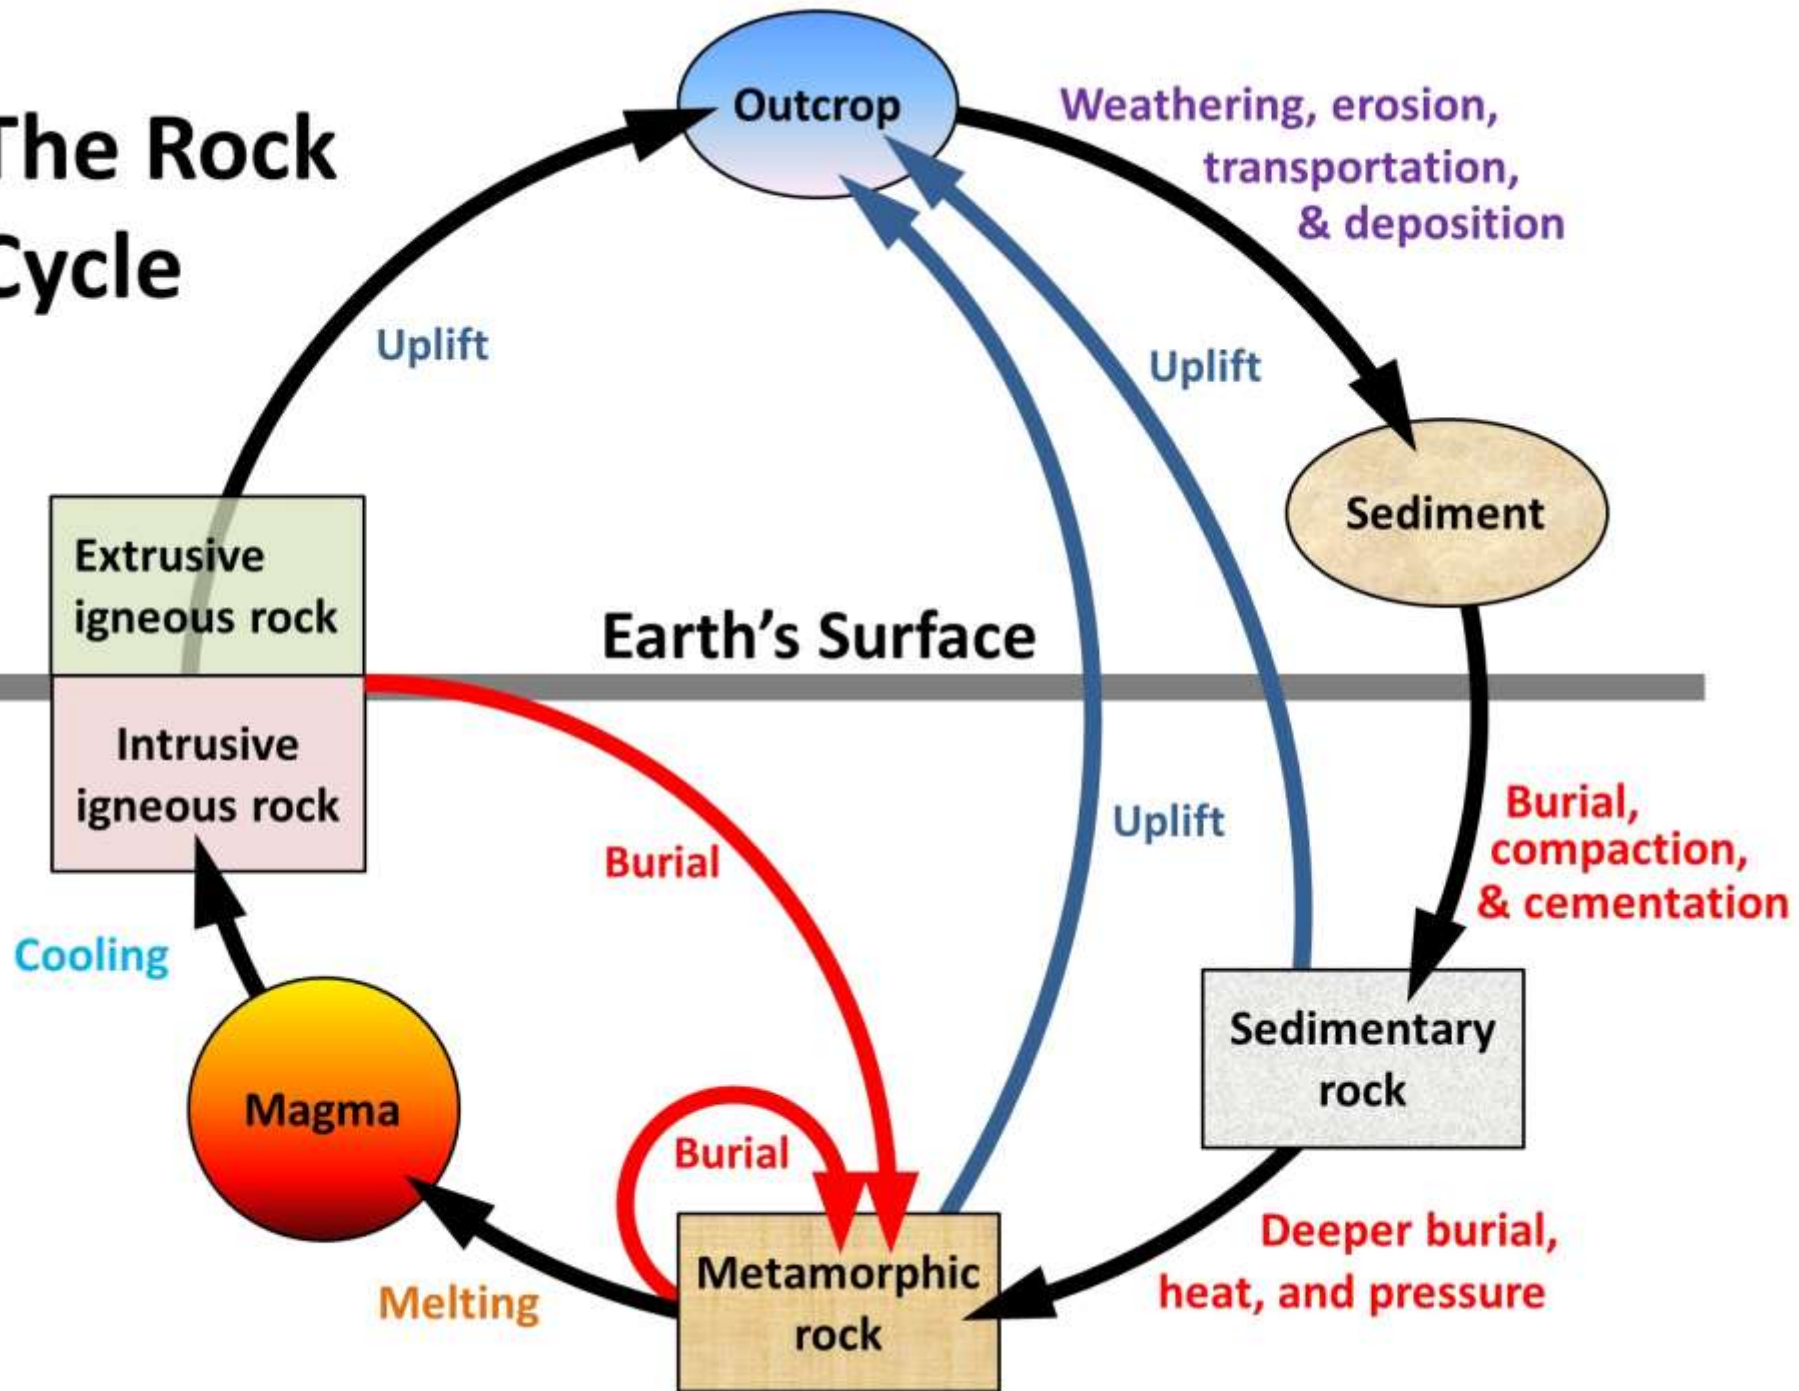 The Rock
Cycle
Outcrop
Weathering, erosion,
transportation,
& deposition
Uplift
Uplift
Sediment
Extrusive
igneous rock
Earth’s Surface
Intrusive
igneous rock
Burial
Uplift
Burial,
compaction,
& cementation
Cooling
Magma
Sedimentary
rock
Burial
Melting
Metamorphic
rock
Deeper burial,
heat, and pressure